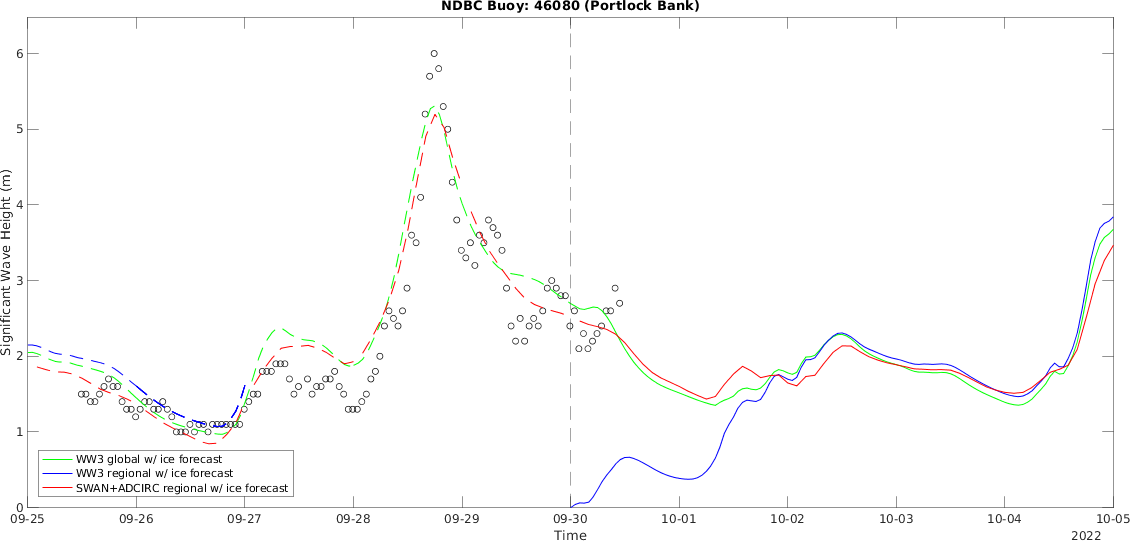 NDBC Buoy: 46080 (Portlock Bank)
Significant Wave Height (m)
6
5
4
3
2
1
0
WW3 global w/ ice forecast
WW3 regional w/ ice forecast
SWAN+ADCIRC regional w/ ice forecast
09-25 09-26 09-27 09-28 09-29 09-30 10-01 10-02 10-03 10-04 10-05
Time
2022